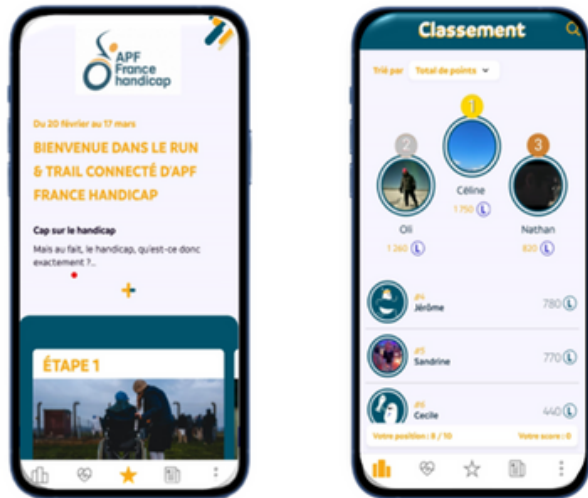 APF
France
handicap
Du 20 février au 17 mars
BIENVENUE DANS LE RUN
& TRAIL CONNECTÉ D'APF
FRANCE HANDICAP
Cap sur le handicap
Mais au fait, le handicap, qu'est-ce donc
exactement ?..
ÉTAPE 1
Classement
Trié par Total de points
1
2
3
Céline
1 750 L
Oli
Nathan
1 260 L
820 L
#4
Jérôme
780 L
#5
Sandrine
770 L
#6
Cecile
440 L
Votre position : 8 / 10
Votre score : 0